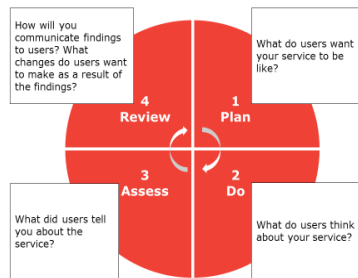 How will you
communicate findings
to users? What
changes do users want
to make as a result of
the findings?
What do users want
your service to be
like?
4
Review
1
Plan
3
Assess
2
Do
What did users tell
you about the
service?
What do users think
about your service?